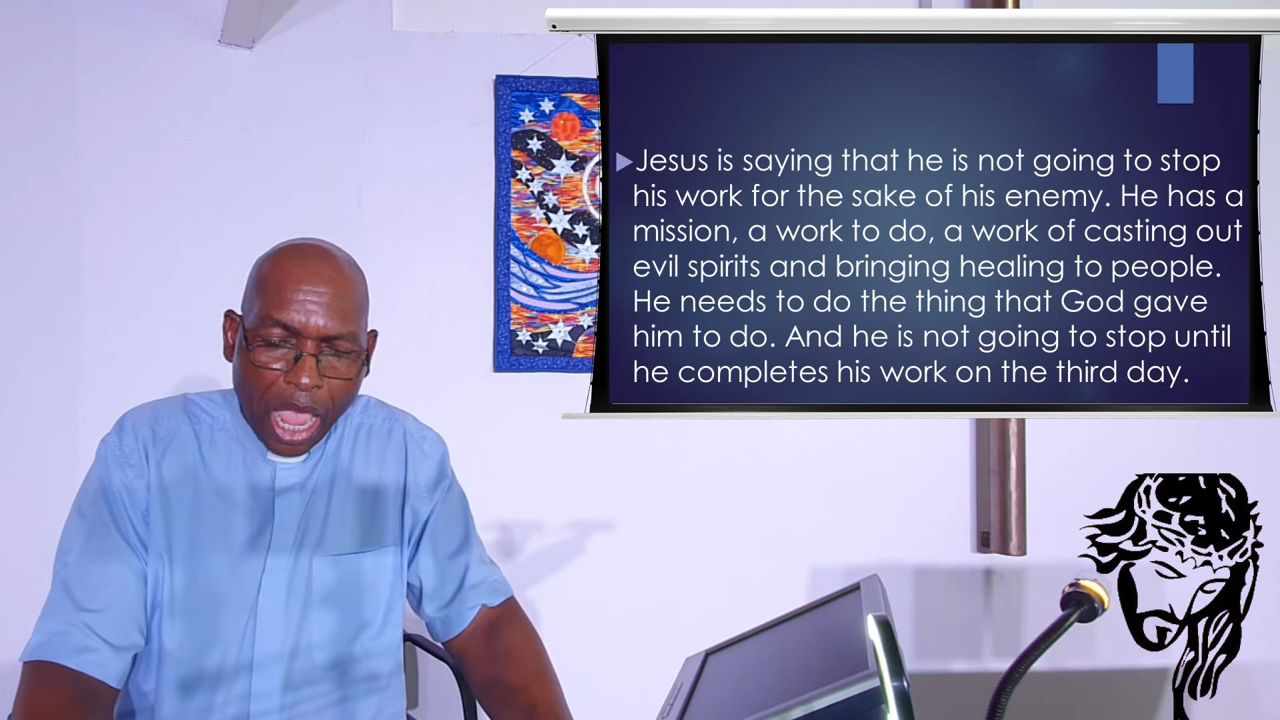 Jesus is saying that he is not going to stop
his work for the sake of his enemy. He has a
mission, a work to do, a work of casting out
evil spirits and bringing healing to people.
He needs to do the thing that God gave
him to do. And he is not going to stop until
he completes his work on the third day.